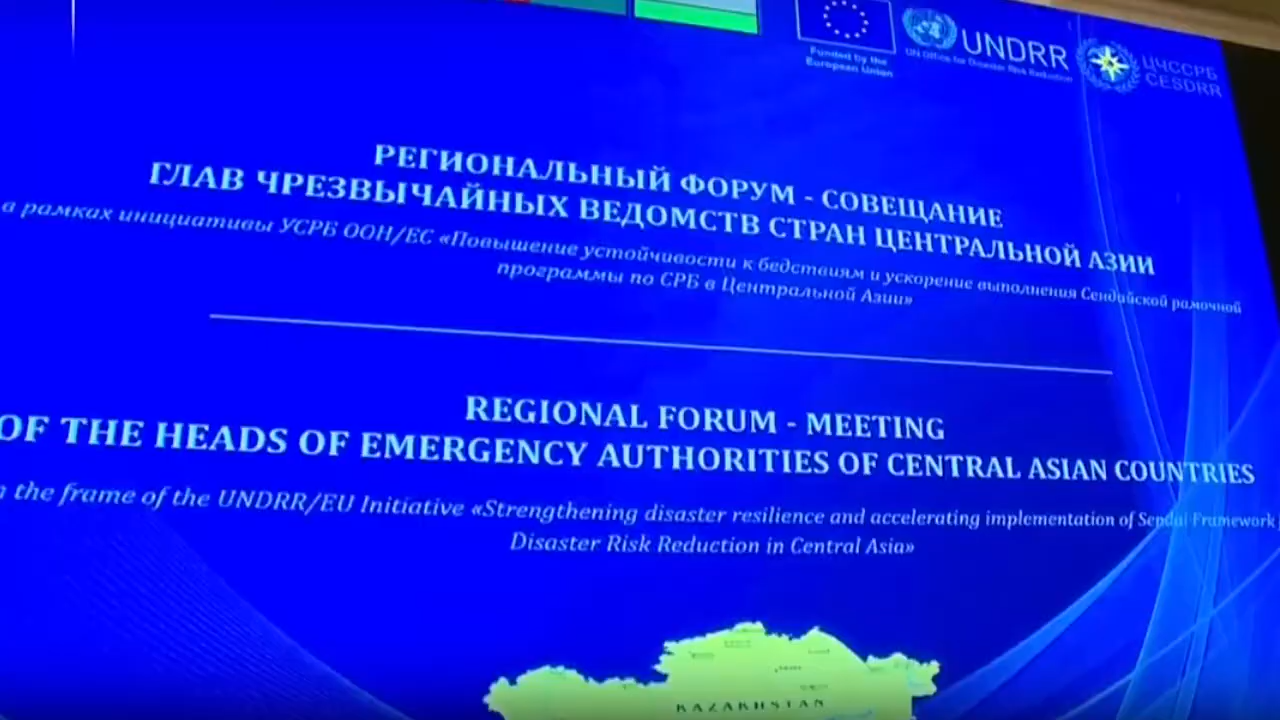 Funded by the
European Union
UNDRR
UN Office for Disaster Risk Reduction
ЦЧССРБ
CESDRR
РЕГИОНАЛЬНЫЙ ФОРУМ - СОВЕЩАНИЕ
ГЛАВ ЧРЕЗВЫЧАЙНЫХ ВЕДОМСТВ СТРАН ЦЕНТРАЛЬНОЙ АЗИИ
в рамках инициативы УСРБ ООН/ЕС «Повышение устойчивости к бедствиям и ускорение выполнения Сендайской рамочной
программы по СРБ в Центральной Азии»
REGIONAL FORUM - MEETING
OF THE HEADS OF EMERGENCY AUTHORITIES OF CENTRAL ASIAN COUNTRIES
the frame of the UNDRR/EU Initiative «Strengthening disaster resilience and accelerating implementation of Sendai Framework
Disaster Risk Reduction in Central Asia»
KAZAKHSTAN